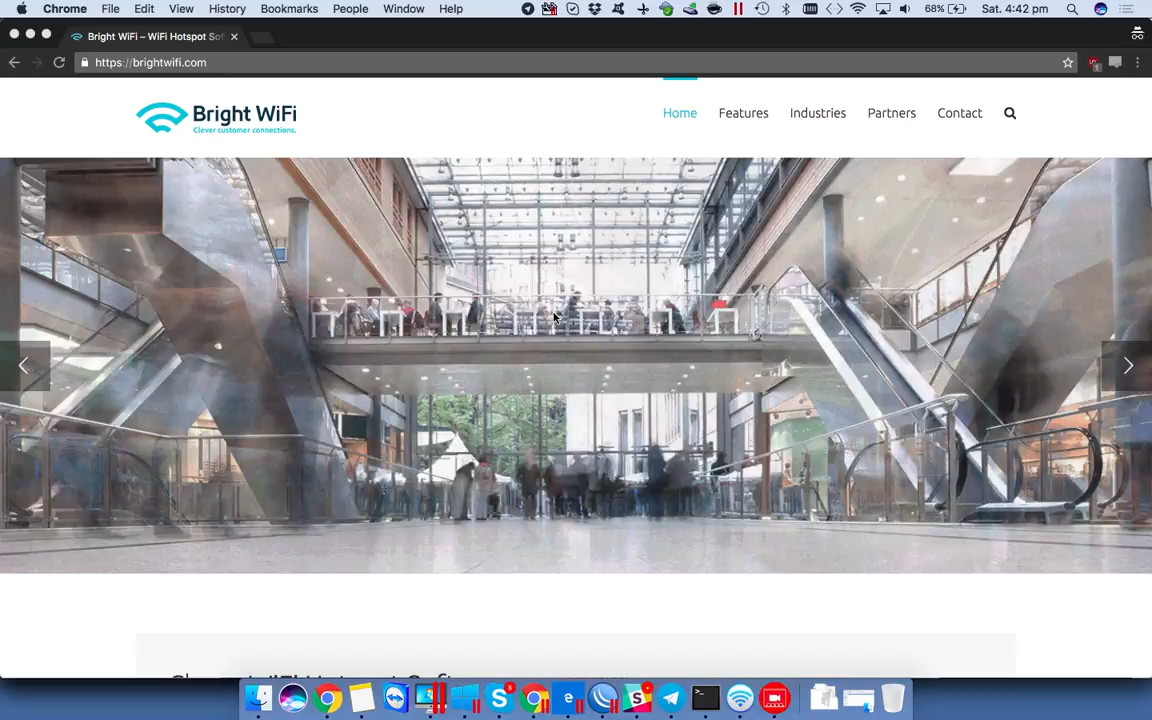 Chrome File Edit View History Bookmarks People Window Help 68% Sat. 4:42 pm
Bright WiFi – WiFi Hotspot Sof
https://brightwifi.com
Bright WiFi
Clever customer connections.
Home Features Industries Partners Contact